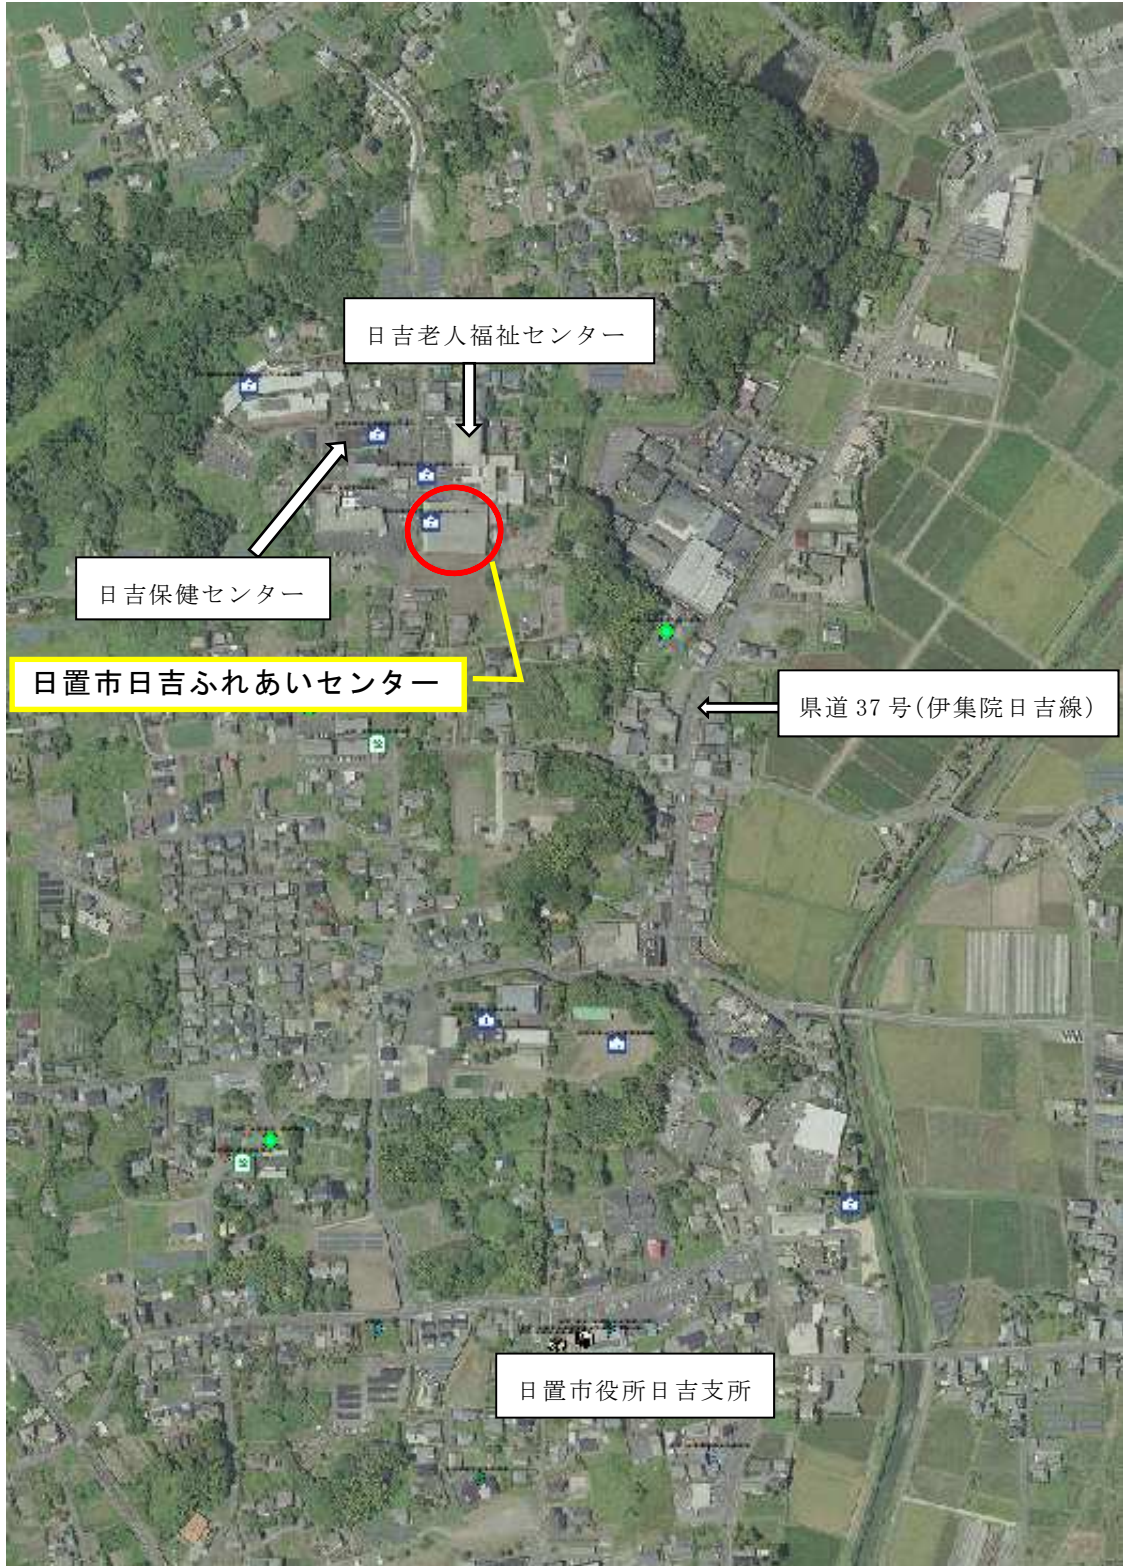 日吉老人福祉センター
日吉保健センター
日置市日吉ふれあいセンター
県道37号(伊集院日吉線)
日置市役所日吉支所